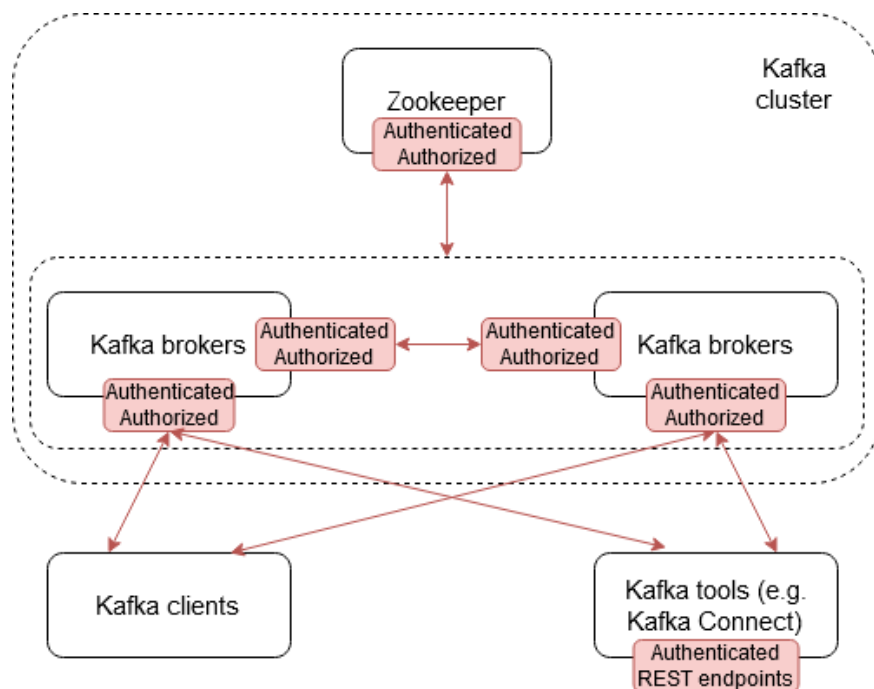 Kafka
cluster
Zookeeper
Authenticated
Authorized
Kafka brokers
Authenticated
Authorized
Authenticated
Authorized
Kafka brokers
Authenticated
Authorized
Authenticated
Authorized
Kafka clients
Kafka tools (e.g.
Kafka Connect)
Authenticated
REST endpoints